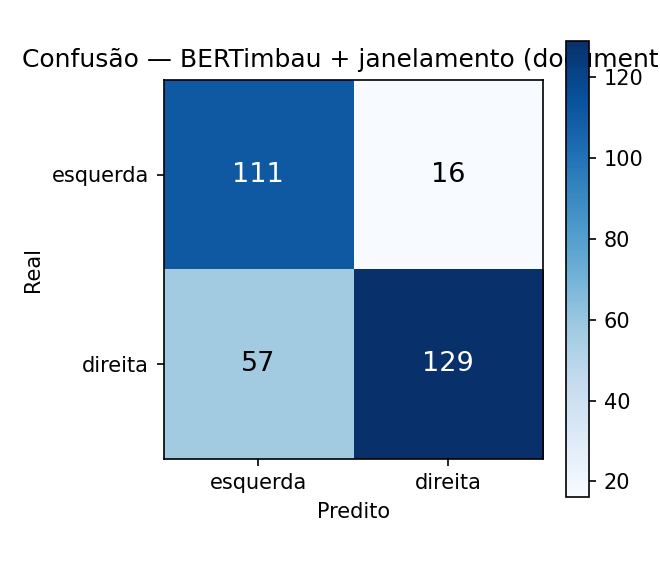 Confusão — BERTimbau + janelamento (do ument
120
100
80
60
40
20
esquerda
direita
Real
111
16
57
129
esquerda
direita
Predito